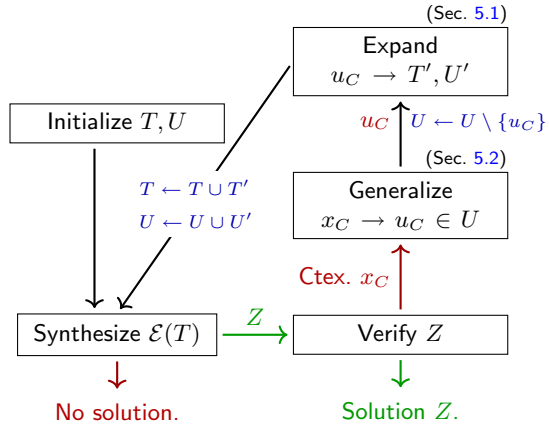 (Sec. 5.1)
Expand
u_C → T′, U′
Initialize T, U
u_C
U ← U \ {u_C}
(Sec. 5.2)
T ← T ∪ T′
U ← U ∪ U′
Generalize
x_C → u_C ∈ U
Ctex. x_C
Z
Synthesize ℰ(T)
Verify Z
No solution.
Solution Z.